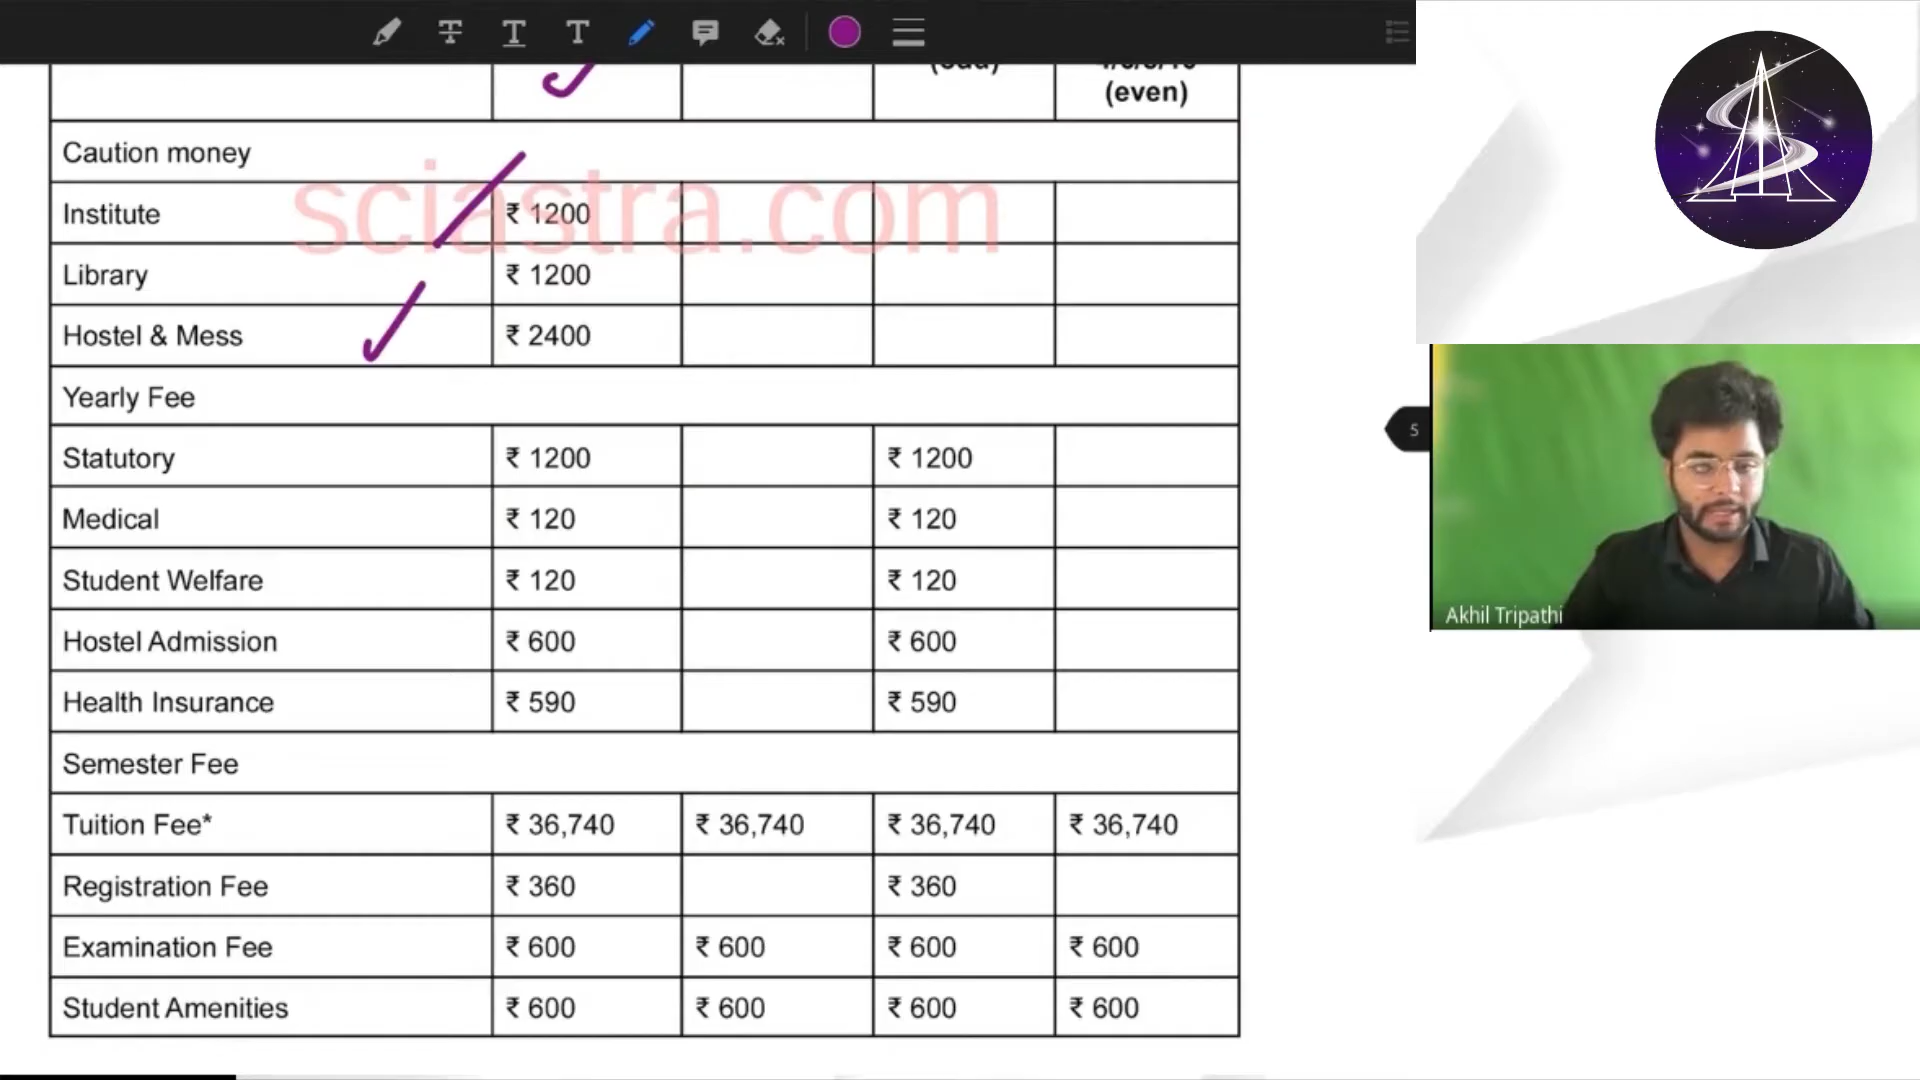 (even)
Caution money
sciastra.com
Institute ₹ 1200
Library ₹ 1200
Hostel & Mess ₹ 2400
Yearly Fee
Statutory ₹ 1200 ₹ 1200
Medical ₹ 120 ₹ 120
Student Welfare ₹ 120 ₹ 120
Hostel Admission ₹ 600 ₹ 600
Health Insurance ₹ 590 ₹ 590
Semester Fee
Tuition Fee* ₹ 36,740 ₹ 36,740 ₹ 36,740 ₹ 36,740
Registration Fee ₹ 360 ₹ 360
Examination Fee ₹ 600 ₹ 600 ₹ 600 ₹ 600
Student Amenities ₹ 600 ₹ 600 ₹ 600 ₹ 600
5
Akhil Tripathi